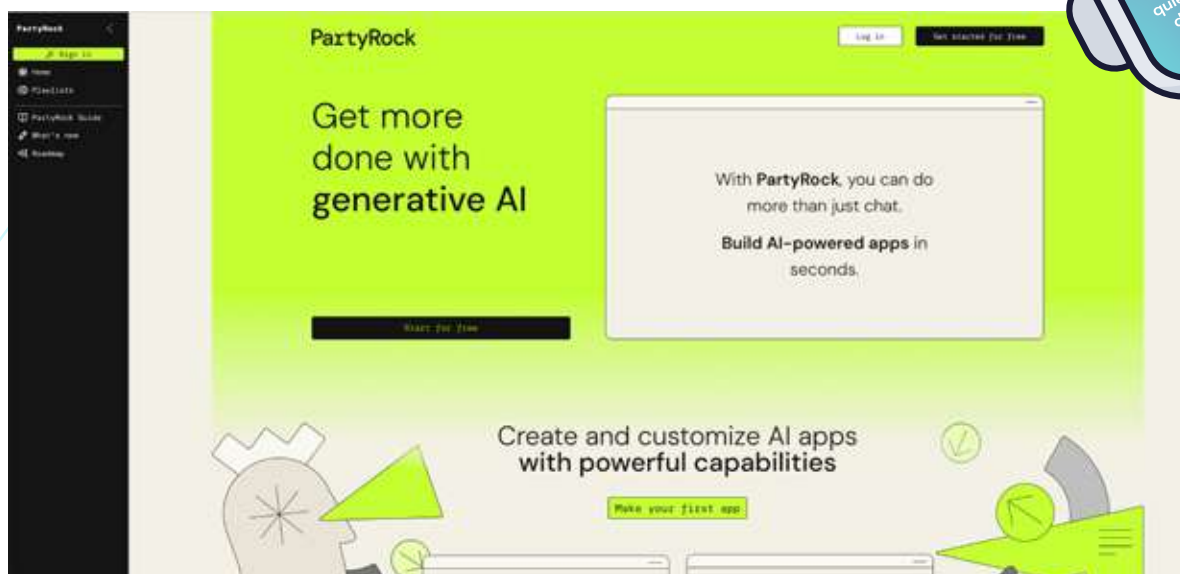 PartyRock
Sign in
Home
Playlists
PartyRock Guide
What's new
Roadmap
PartyRock
Log in
Get started for free
Get more
done with
generative AI
Start for free
With PartyRock, you can do
more than just chat.
Build AI-powered apps in
seconds.
Create and customize AI apps
with powerful capabilities
Make your first app